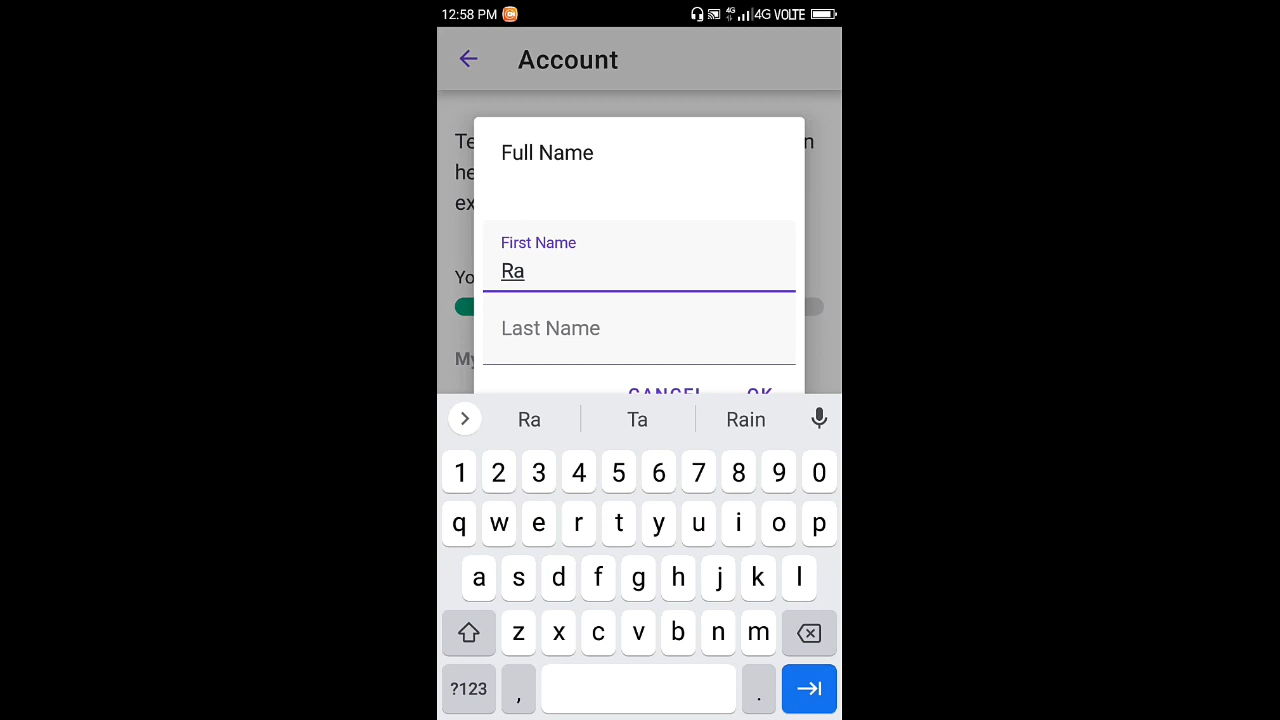 12:58 PM 4G 4G VOLTE
Account
Te n
he
ex
Full Name
First Name
Ra
Yo
Last Name
My
CANCEL OK
Ra Ta Rain
1 2 3 4 5 6 7 8 9 0
q w e r t y u i o p
a s d f g h j k l
z x c v b n m
?123 , .